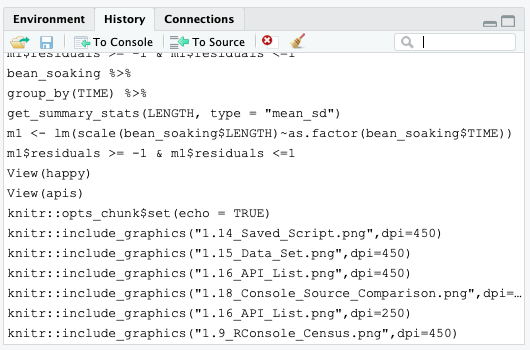 Environment History Connections
To Console To Source
m1$residuals >= -1 & m1$residuals <=1
bean_soaking %>%
group_by(TIME) %>%
get_summary_stats(LENGTH, type = "mean_sd")
m1 <- lm(scale(bean_soaking$LENGTH)~as.factor(bean_soaking$TIME))
m1$residuals >= -1 & m1$residuals <=1
View(happy)
View(apis)
knitr::opts_chunk$set(echo = TRUE)
knitr::include_graphics("1.14_Saved_Script.png",dpi=450)
knitr::include_graphics("1.15_Data_Set.png",dpi=450)
knitr::include_graphics("1.16_API_List.png",dpi=450)
knitr::include_graphics("1.18_Console_Source_Comparison.png",dpi=…
knitr::include_graphics("1.16_API_List.png",dpi=250)
knitr::include_graphics("1.9_RConsole_Census.png",dpi=450)